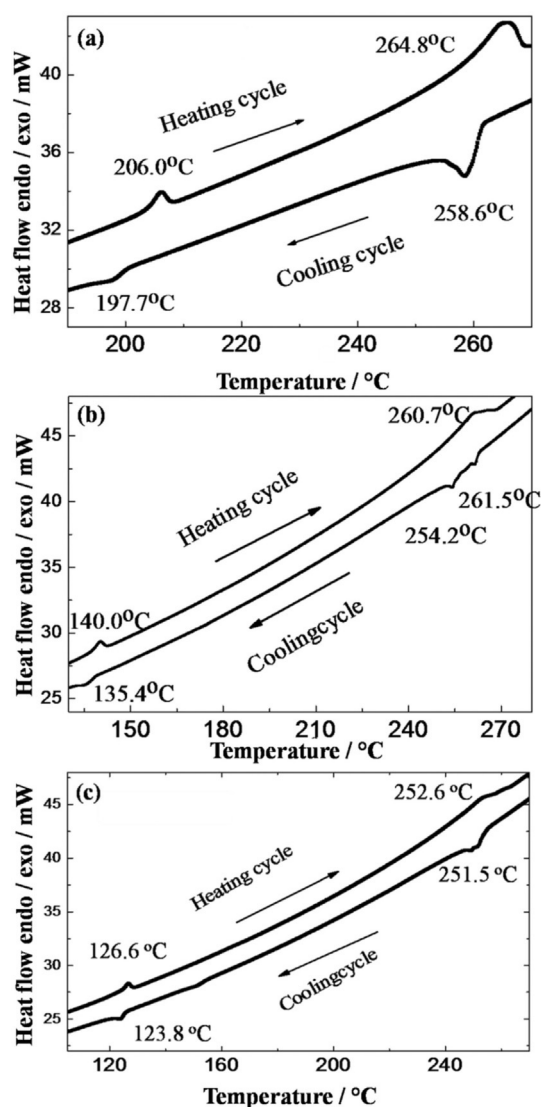 (a)
264.8°C
Heating cycle
206.0°C
258.6°C
Cooling cycle
197.7°C
Heat flow endo / exo / mW
42
40
36
32
28
200
220
240
260
Temperature / °C
(b)
260.7°C
Heating cycle
261.5°C
254.2°C
140.0°C
Coolingcycle
135.4°C
Heat flow endo / exo / mW
45
40
35
30
25
150
180
210
240
270
Temperature / °C
(c)
252.6 °C
Heating cycle
251.5 °C
126.6 °C
Coolingcycle
123.8 °C
Heat flow endo / exo / mW
45
40
35
30
25
120
160
200
240
Temperature / °C